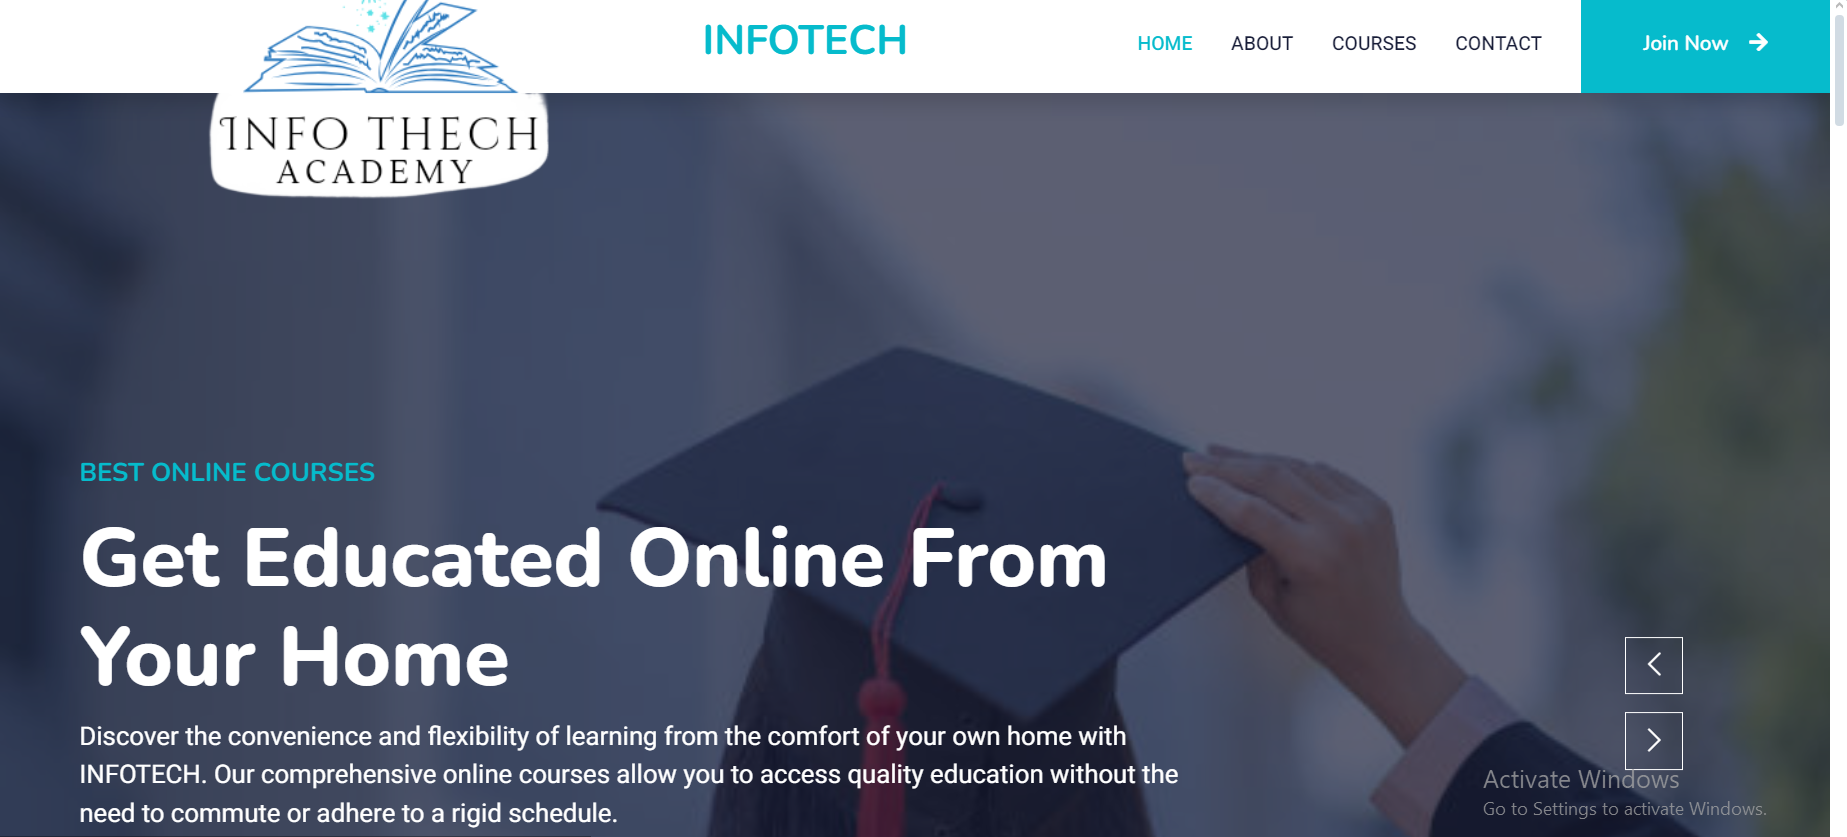 INFO THECH
ACADEMY
INFOTECH
HOME ABOUT COURSES CONTACT
Join Now
BEST ONLINE COURSES
Get Educated Online From
Your Home
Discover the convenience and flexibility of learning from the comfort of your own home with
INFOTECH. Our comprehensive online courses allow you to access quality education without the
need to commute or adhere to a rigid schedule.
Activate Windows
Go to Settings to activate Windows.